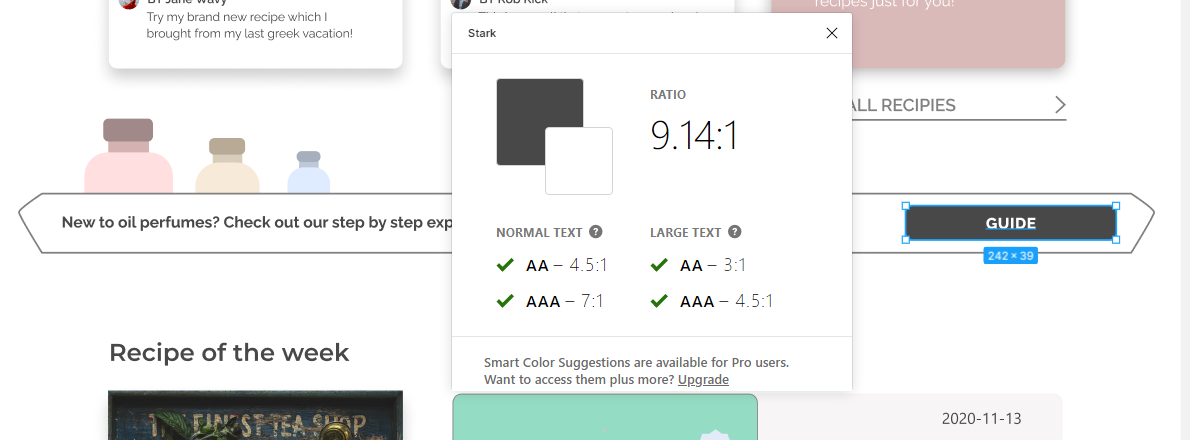 BY Jane Wavy
Try my brand new recipe which I
brought from my last greek vacation!
BY Rob Rick
recipes just for you!
Stark
RATIO
9.14:1
ALL RECIPIES
New to oil perfumes? Check out our step by step exp
GUIDE
242 × 39
NORMAL TEXT ?
LARGE TEXT ?
AA – 4.5:1
AA – 3:1
AAA – 7:1
AAA – 4.5:1
Recipe of the week
Smart Color Suggestions are available for Pro users.
Want to access them plus more? Upgrade
FINEST TEA SHOP
2020-11-13